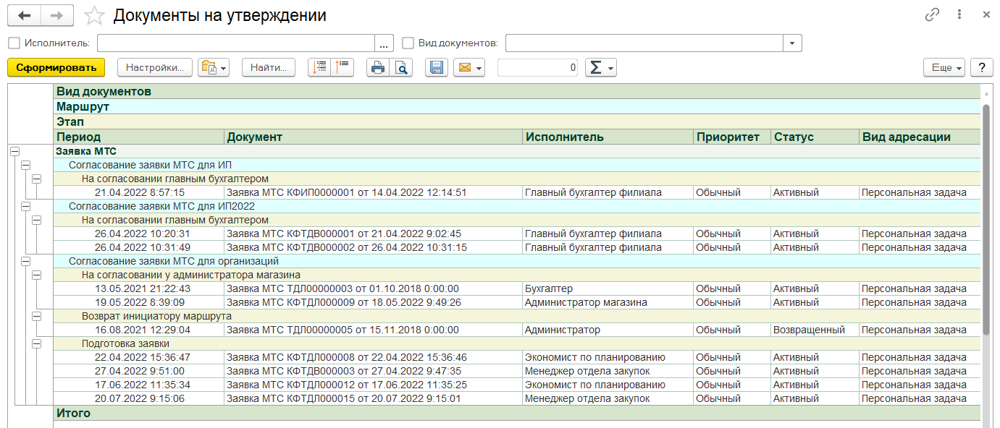 Документы на утверждении
Исполнитель: ... Вид документов:
Сформировать Настройки... Найти... 0 Σ Еще ?
Вид документов
Маршрут
Этап
Период Документ Исполнитель Приоритет Статус Вид адресации
Заявка МТС
Согласование заявки МТС для ИП
На согласовании главным бухгалтером
21.04.2022 8:57:15 Заявка МТС КФИП0000001 от 14.04.2022 12:14:51 Главный бухгалтер филиала Обычный Активный Персональная задача
Согласование заявки МТС для ИП2022
На согласовании главным бухгалтером
26.04.2022 10:20:31 Заявка МТС КФТДВ000001 от 21.04.2022 9:02:45 Главный бухгалтер филиала Обычный Активный Персональная задача
26.04.2022 10:31:49 Заявка МТС КФТДВ000002 от 26.04.2022 10:31:15 Главный бухгалтер филиала Обычный Активный Персональная задача
Согласование заявки МТС для организаций
На согласовании у администратора магазина
13.05.2021 21:22:43 Заявка МТС ТДЛ00000003 от 01.10.2018 0:00:00 Бухгалтер Обычный Активный Персональная задача
19.05.2022 8:39:09 Заявка МТС КФТДЛ000009 от 18.05.2022 9:49:26 Администратор магазина Обычный Активный Персональная задача
Возврат инициатору маршрута
16.08.2021 12:29:04 Заявка МТС ТДЛ00000005 от 15.11.2018 0:00:00 Администратор Обычный Возвращенный Персональная задача
Подготовка заявки
22.04.2022 15:36:47 Заявка МТС КФТДЛ000008 от 22.04.2022 15:36:46 Экономист по планированию Обычный Активный Персональная задача
27.04.2022 9:51:00 Заявка МТС КФТДВ000003 от 27.04.2022 9:47:35 Менеджер отдела закупок Обычный Активный Персональная задача
17.06.2022 11:35:34 Заявка МТС КФТДЛ000012 от 17.06.2022 11:35:25 Экономист по планированию Обычный Активный Персональная задача
20.07.2022 9:15:06 Заявка МТС КФТДЛ000015 от 20.07.2022 9:15:01 Менеджер отдела закупок Обычный Активный Персональная задача
Итого